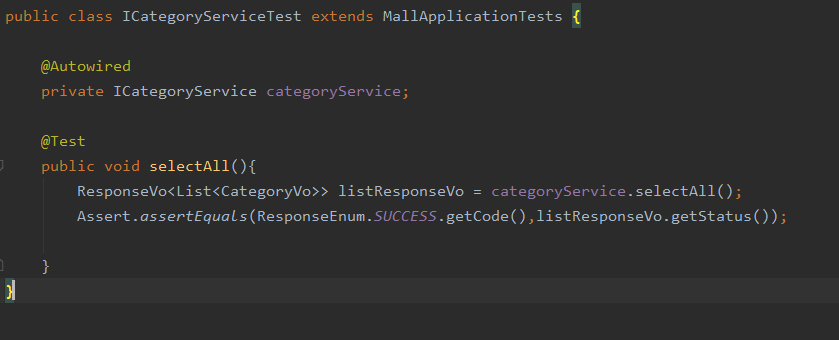 public class ICategoryServiceTest extends MallApplicationTests {
@Autowired
private ICategoryService categoryService;
@Test
public void selectAll(){
ResponseVo<List<CategoryVo>> listResponseVo = categoryService.selectAll();
Assert.assertEquals(ResponseEnum.SUCCESS.getCode(),listResponseVo.getStatus());
}
}